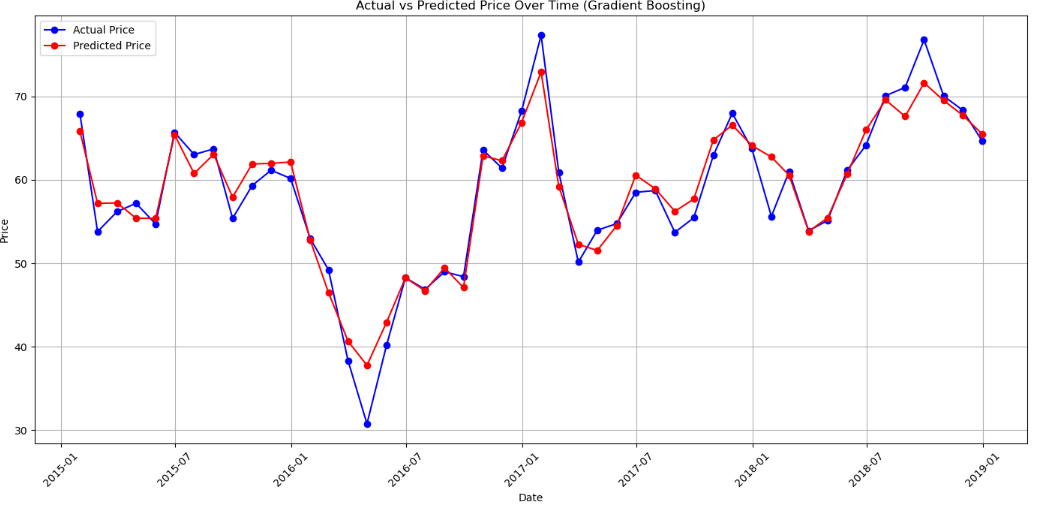 Actual vs Predicted Price Over Time (Gradient Boosting)
Actual Price
Predicted Price
Price
70
60
50
40
30
2015-01
2015-07
2016-01
2016-07
2017-01
2017-07
2018-01
2018-07
2019-01
Date